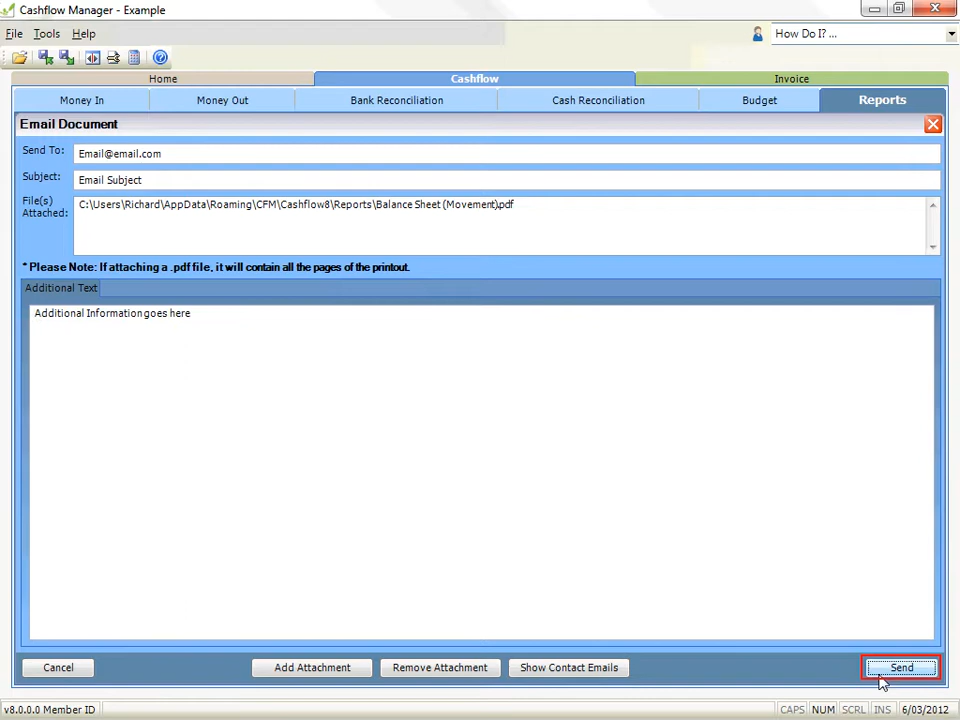 Cashflow Manager - Example
File Tools Help
How Do I? ...
Home Cashflow Invoice
Money In Money Out Bank Reconciliation Cash Reconciliation Budget Reports
Email Document
Send To: Email@email.com
Subject: Email Subject
File(s) Attached: C:\Users\Richard\AppData\Roaming\CFM\Cashflow8\Reports\Balance Sheet (Movement).pdf
* Please Note: If attaching a .pdf file, it will contain all the pages of the printout.
Additional Text
Additional Information goes here
Cancel Add Attachment Remove Attachment Show Contact Emails Send
v8.0.0.0 Member ID CAPS NUM SCRL INS 6/03/2012